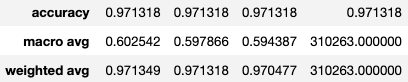 accuracy 0.971318 0.971318 0.971318 0.971318
macro avg 0.602542 0.597866 0.594387 310263.000000
weighted avg 0.971349 0.971318 0.970477 310263.000000